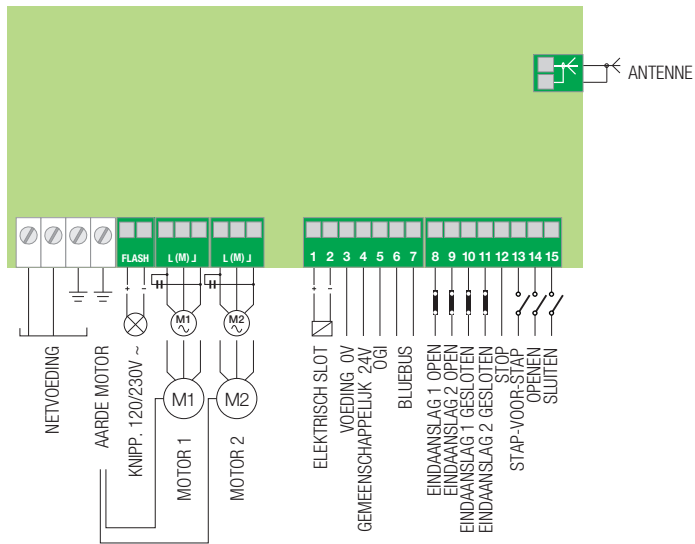 ANTENNE
FLASH
L (M) ⅃
L (M) ⅃
1 2 3 4 5 6 7
8 9 10 11 12 13 14 15
+ -
+ -
M1
~
M2
~
M1
M2
NETVOEDING
AARDE MOTOR
KNIPP. 120/230V ~
MOTOR 1
MOTOR 2
ELEKTRISCH SLOT
VOEDING 0V
GEMEENSCHAPPELIJK 24V
OGI
BLUEBUS
EINDAANSLAG 1 OPEN
EINDAANSLAG 2 OPEN
EINDAANSLAG 1 GESLOTEN
EINDAANSLAG 2 GESLOTEN
STOP
STAP-VOOR-STAP
OPENEN
SLUITEN